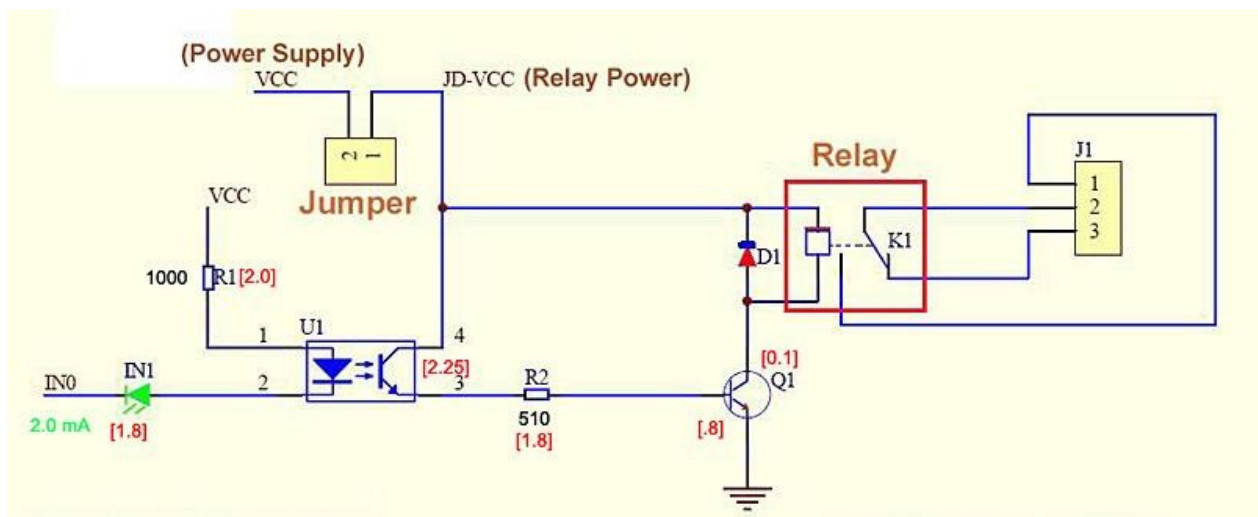 (Power Supply)
VCC
JD-VCC (Relay Power)
2 1
Jumper
Relay
J1
1
2
3
K1
D1
VCC
1000 R1 [2.0]
U1
1
4
[2.25]
2
3
IN0
IN1
2.0 mA
[1.8]
R2
510
[1.8]
[0.1]
Q1
[.8]